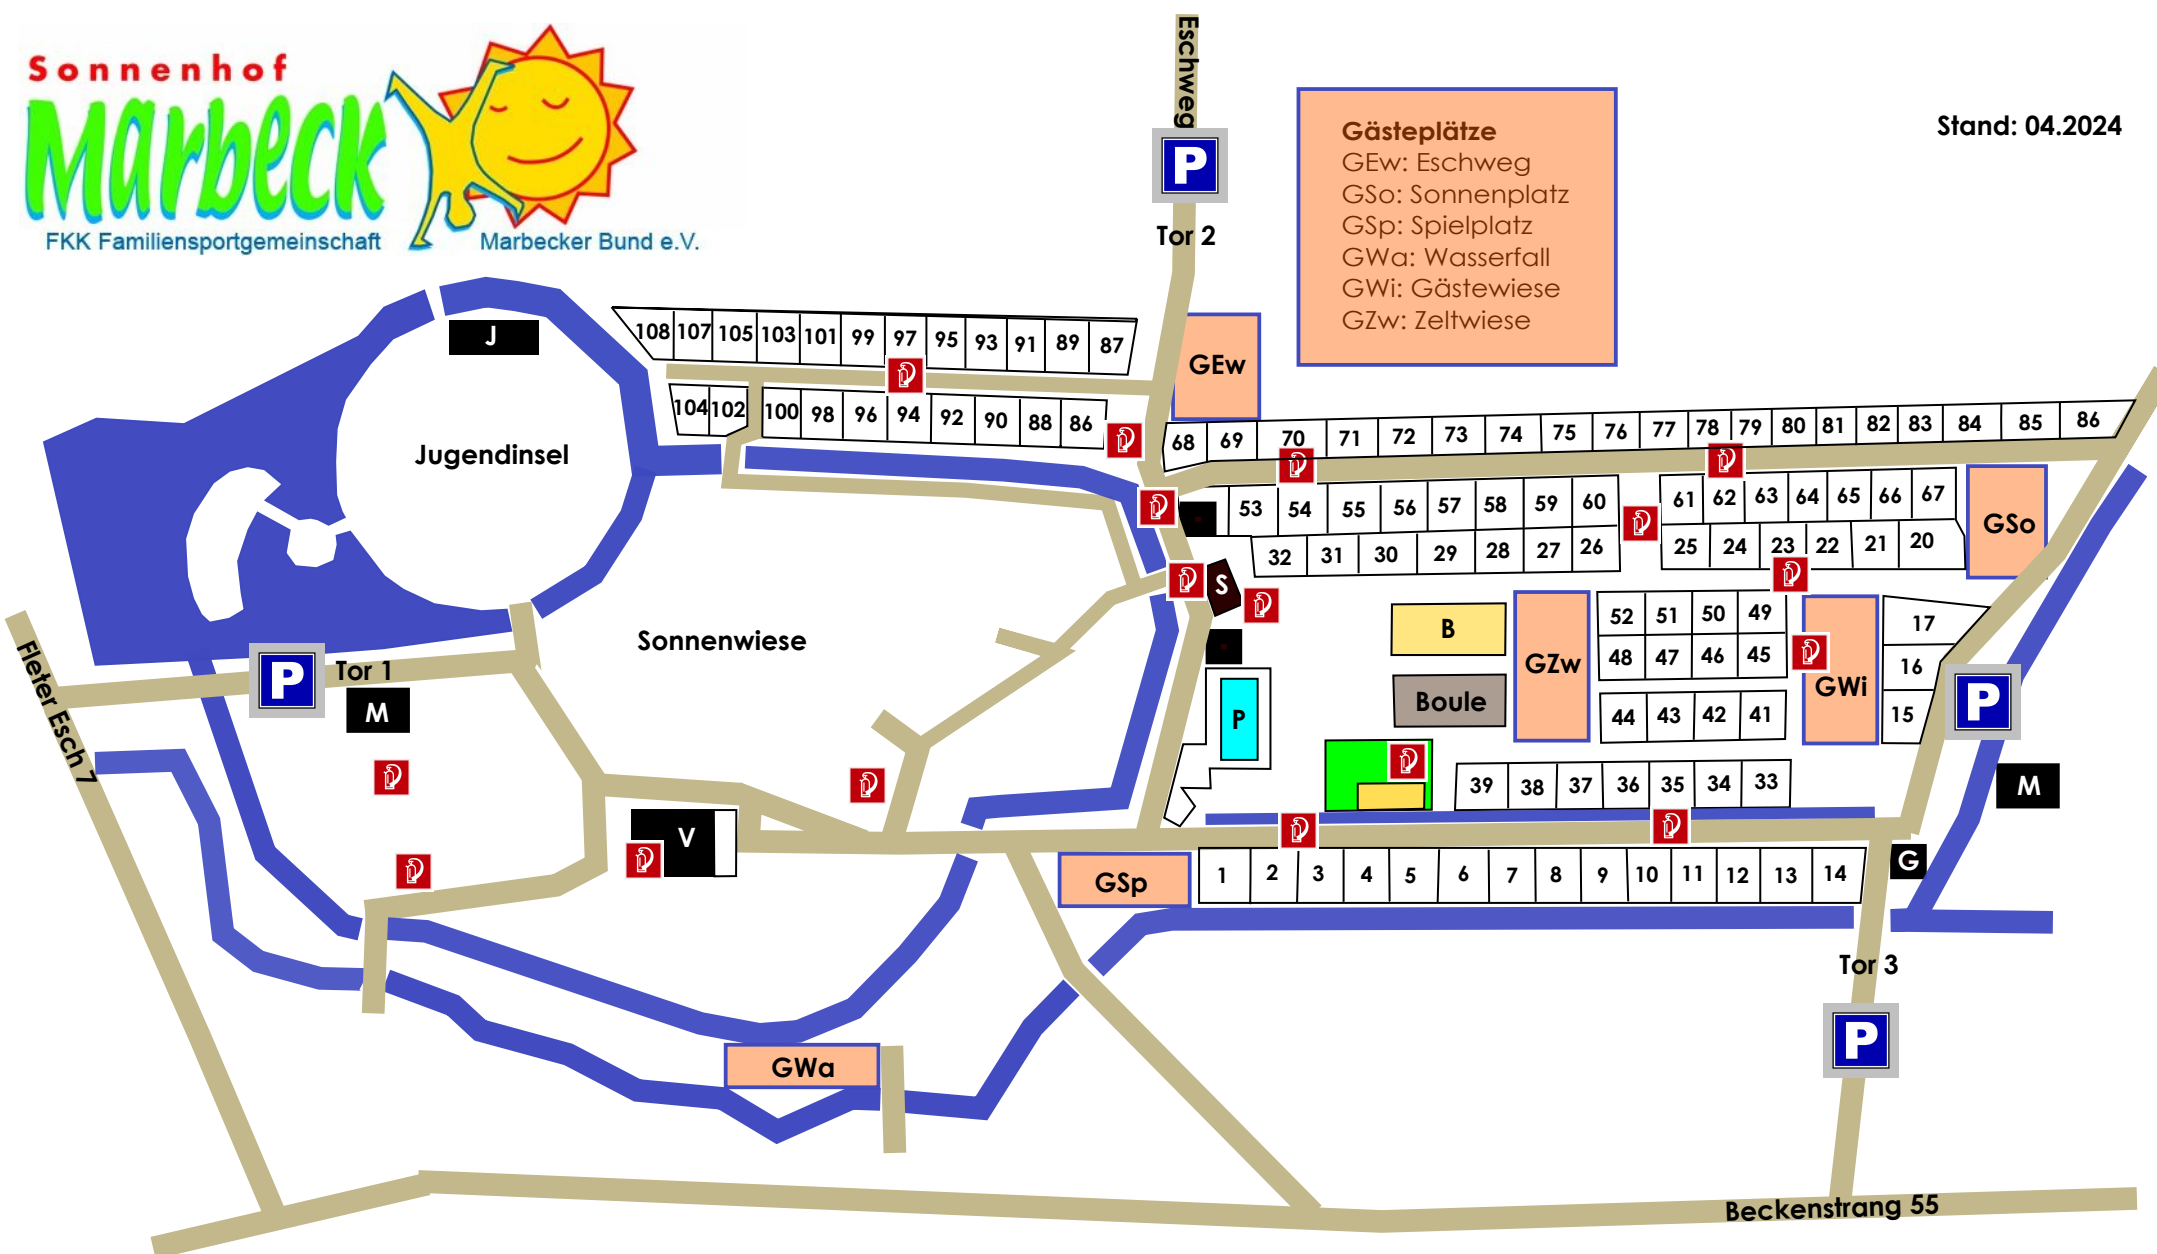 Sonnenhof
Marbeck
FKK Familiensportgemeinschaft
Marbecker Bund e.V.
Eschweg
P
Tor 2
Gästeplätze
GEw: Eschweg
GSo: Sonnenplatz
GSp: Spielplatz
GWa: Wasserfall
GWi: Gästewiese
GZw: Zeltwiese
Stand: 04.2024
J
108 107 105 103 101 99 97 95 93 91 89 87
GEw
104 102 100 98 96 94 92 90 88 86
68 69 70 71 72 73 74 75 76 77 78 79 80 81 82 83 84 85 86
Jugendinsel
53 54 55 56 57 58 59 60
61 62 63 64 65 66 67
GSo
32 31 30 29 28 27 26
25 24 23 22 21 20
S
Sonnenwiese
B
GZw
52 51 50 49
48 47 46 45
44 43 42 41
GWi
17
16
15
P
Fleter Esch 7
P
Tor 1
M
Boule
P
39 38 37 36 35 34 33
M
V
GSp
1 2 3 4 5 6 7 8 9 10 11 12 13 14
G
Tor 3
P
GWa
Beckenstrang 55